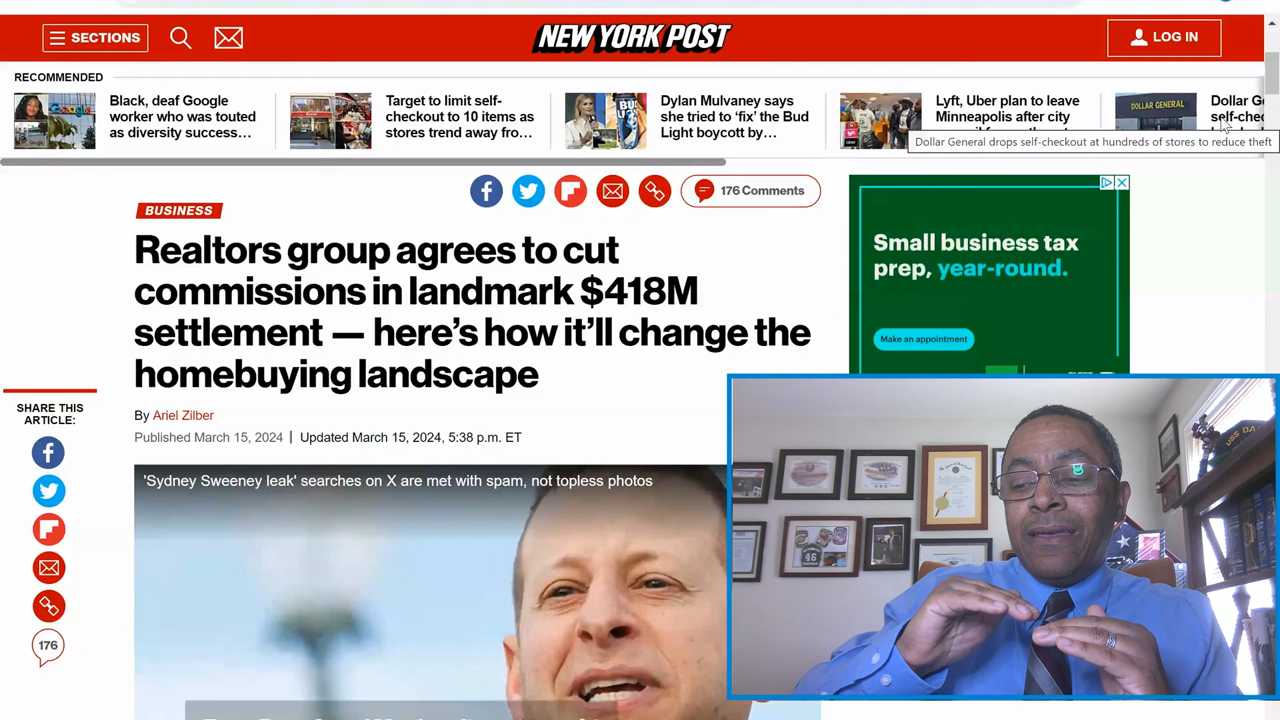 SECTIONS
NEW YORK POST
LOG IN
RECOMMENDED
Black, deaf Google
worker who was touted
as diversity success...
Target to limit self-
checkout to 10 items as
stores trend away fro...
Dylan Mulvaney says
she tried to ‘fix’ the Bud
Light boycott by...
Lyft, Uber plan to leave
Minneapolis after city
DOLLAR GENERAL
Dollar G
self-chec
Dollar General drops self-checkout at hundreds of stores to reduce theft
176 Comments
BUSINESS
Realtors group agrees to cut
commissions in landmark $418M
settlement — here’s how it’ll change the
homebuying landscape
By Ariel Zilber
Published March 15, 2024 | Updated March 15, 2024, 5:38 p.m. ET
SHARE THIS
ARTICLE:
176
'Sydney Sweeney leak' searches on X are met with spam, not topless photos
Small business tax
prep, year-round.
Make an appointment
46
USS